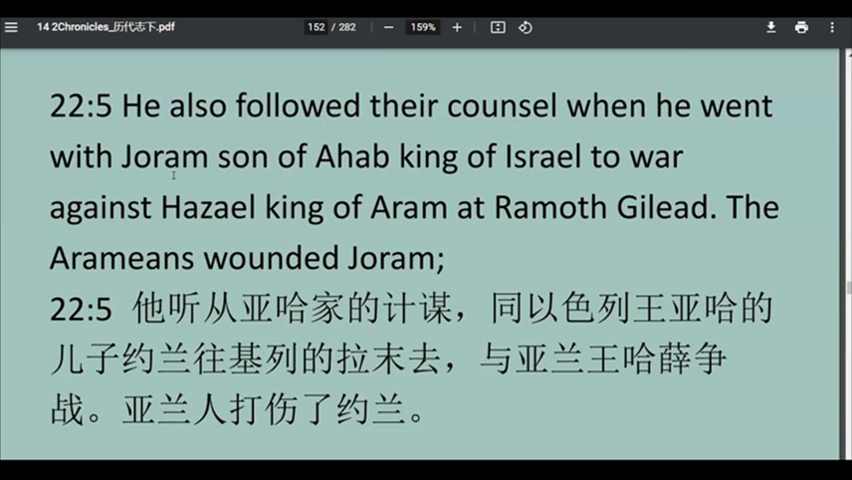 14 2Chronicles_历代志下.pdf
152 / 282
159%
22:5 He also followed their counsel when he went
with Joram son of Ahab king of Israel to war
against Hazael king of Aram at Ramoth Gilead. The
Arameans wounded Joram;
22:5 他听从亚哈家的计谋，同以色列王亚哈的
儿子约兰往基列的拉末去，与亚兰王哈薛争
战。亚兰人打伤了约兰。